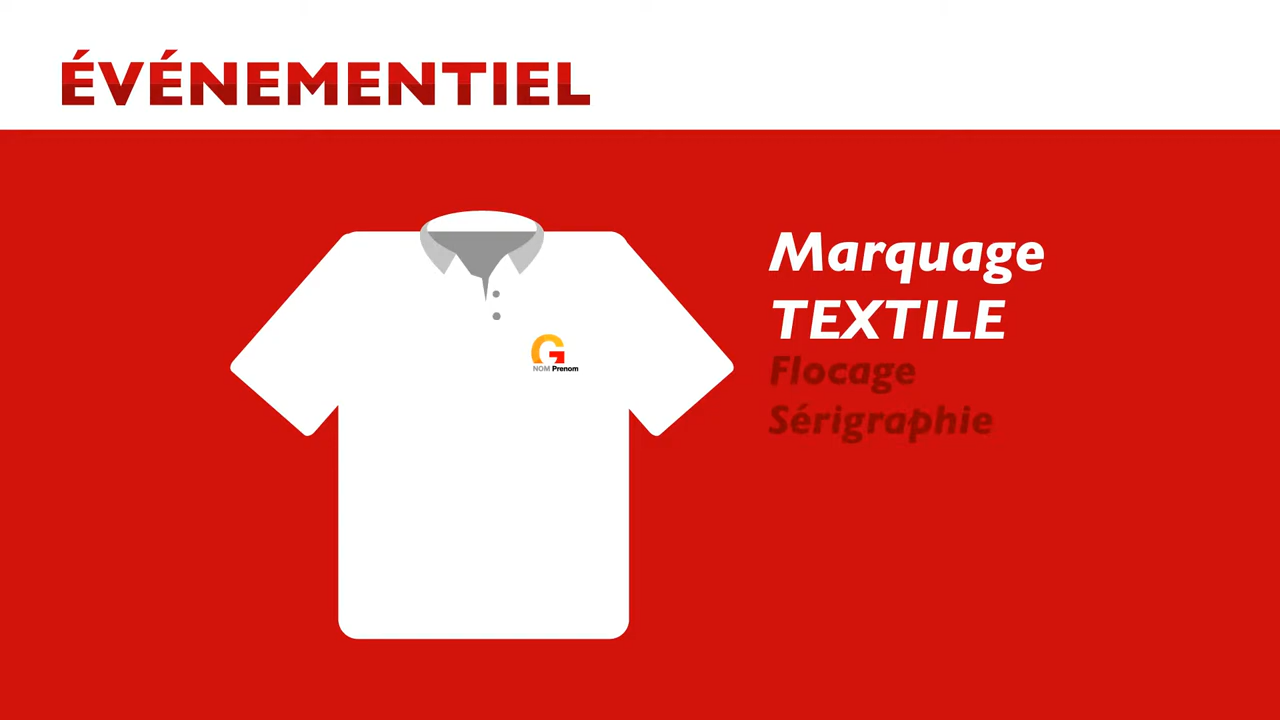 ÉVÉNEMENTIEL
Marquage
TEXTILE
Flocage
Sérigraphie
G
NOM Prenom